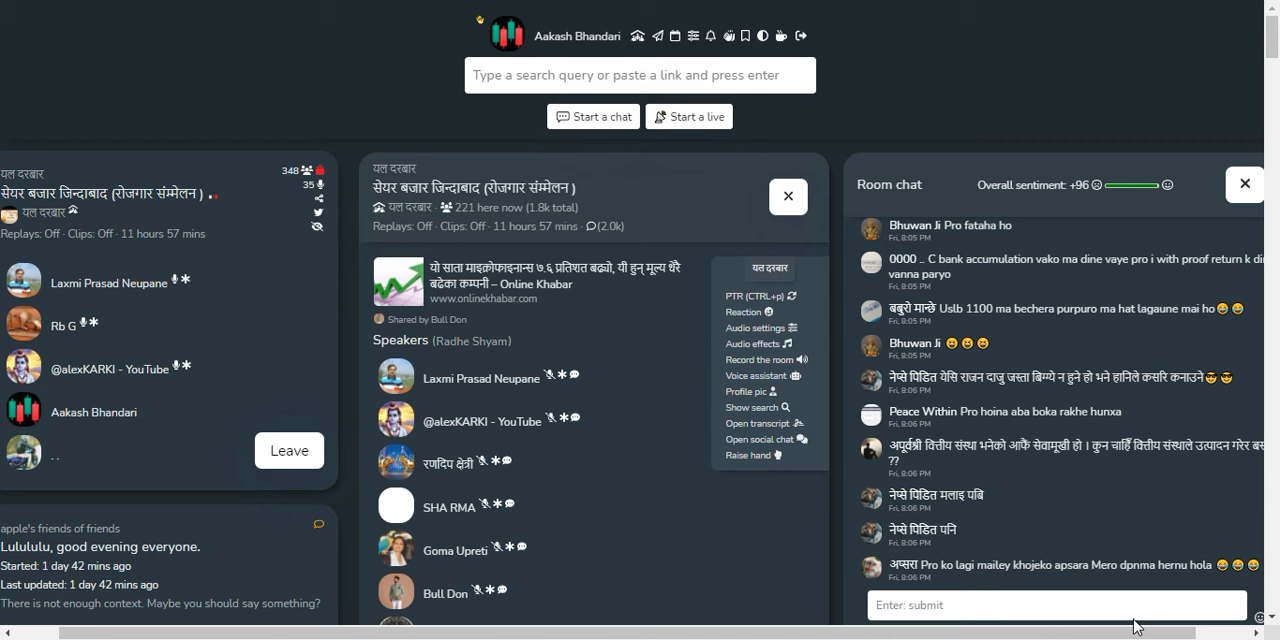 Aakash Bhandari
Type a search query or paste a link and press enter
Start a chat
Start a live
यल दरबार
348
सेयर बजार जिन्दाबाद (रोजगार संम्मेलन )
35
यल दरबार
Replays: Off · Clips: Off · 11 hours 57 mins
Laxmi Prasad Neupane
Rb G
@alexKARKI - YouTube
Aakash Bhandari
. .
Leave
apple's friends of friends
Lulululu, good evening everyone.
Started: 1 day 42 mins ago
Last updated: 1 day 42 mins ago
There is not enough context. Maybe you should say something?
यल दरबार
सेयर बजार जिन्दाबाद (रोजगार संम्मेलन )
यल दरबार · 221 here now (1.8k total)
Replays: Off · Clips: Off · 11 hours 57 mins · (2.0k)
यो साता माइक्रोफाइनान्स ७.६ प्रतिशत बढ्यो, यी हुन् मूल्य धेरै
बढेका कम्पनी – Online Khabar
www.onlinekhabar.com
Shared by Bull Don
Speakers (Radhe Shyam)
Laxmi Prasad Neupane
@alexKARKI - YouTube
रणदिप क्षेत्री
SHA RMA
Goma Upreti
Bull Don
यल दरबार
PTR (CTRL+p)
Reaction
Audio settings
Audio effects
Record the room
Voice assistant
Profile pic
Show search
Open transcript
Open social chat
Raise hand
Room chat
Overall sentiment: +96
Bhuwan Ji Pro fataha ho
Fri, 8:05 PM
0000 .. C bank accumulation vako ma dine vaye pro i with proof return k di
vanna paryo
Fri, 8:05 PM
बबुरो मान्छे Uslb 1100 ma bechera purpuro ma hat lagaune mai ho😅😅
Fri, 8:05 PM
Bhuwan Ji 😆😆😆
Fri, 8:05 PM
नेप्से पिडित येसि राजन दाजु जस्ता बिग्ये न हुने हो भने हानिले कसरि कनाउने😎😎
Fri, 8:06 PM
Peace Within Pro hoina aba boka rakhe hunxa
Fri, 8:06 PM
अपूर्वश्री वित्तीय संस्था भनेको आफैं सेवामूखी हो । कुन चाहिँ वित्तीय संस्थाले उत्पादन गरेर बस
??
Fri, 8:06 PM
नेप्से पिडित मलाइ पबि
Fri, 8:06 PM
नेप्से पिडित पनि
Fri, 8:06 PM
अप्सरा Pro ko lagi mailey khojeko apsara Mero dpnma hernu hola 😅😅😅
Fri, 8:06 PM
Enter: submit